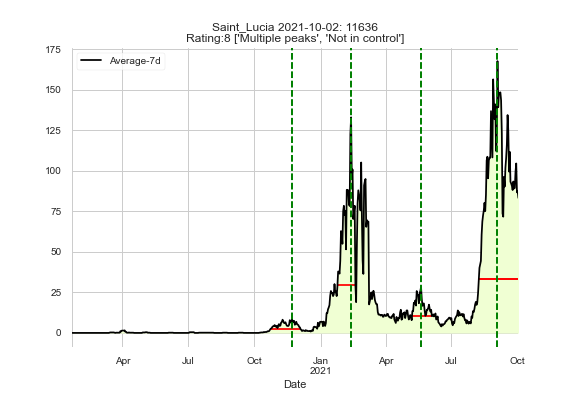 Saint_Lucia 2021-10-02: 11636
Rating:8 ['Multiple peaks', 'Not in control']
175
Average-7d
150
125
100
75
50
25
0
Apr Jul Oct Jan Apr Jul Oct
2021
Date